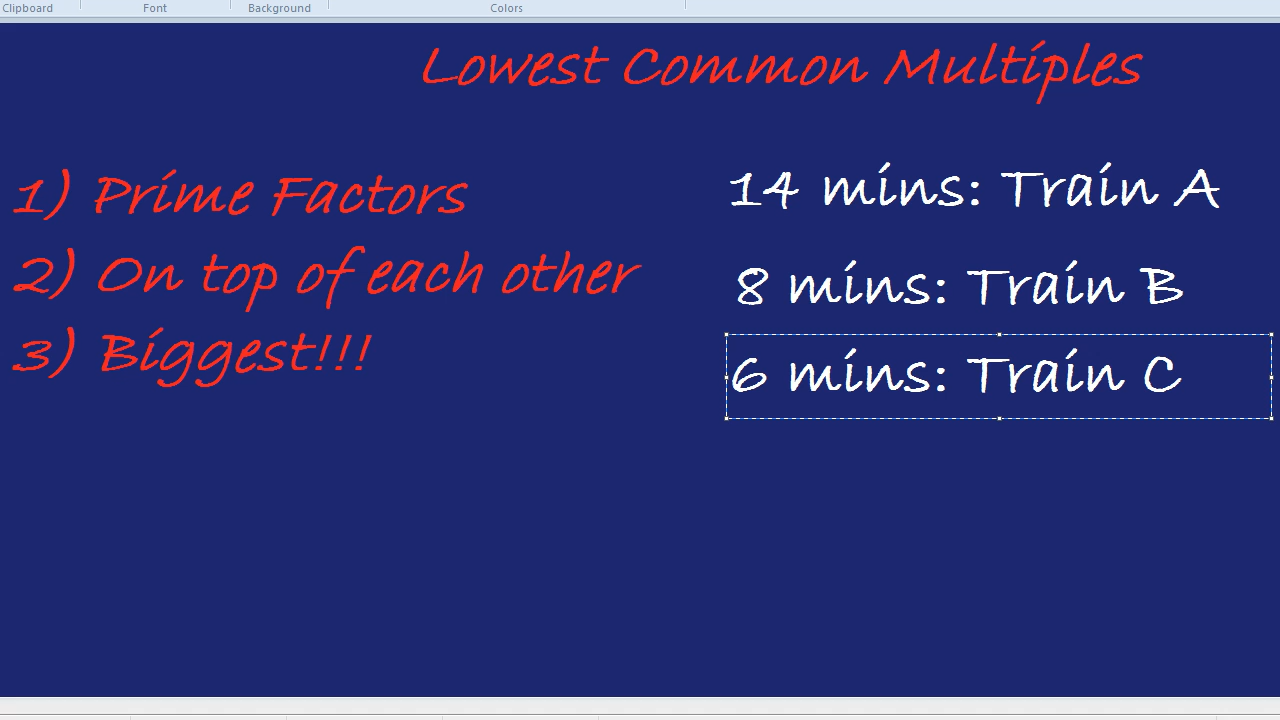 Clipboard Font Background Colors
Lowest Common Multiples
1) Prime Factors
2) On top of each other
3) Biggest!!!
14 mins: Train A
8 mins: Train B
6 mins: Train C